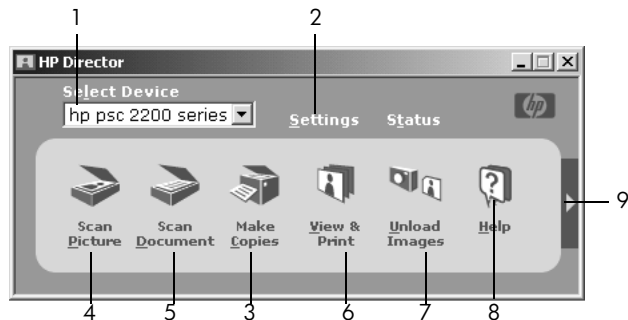 1
2
HP Director
Select Device
hp psc 2200 series
Settings
Status
hp
9
Scan Picture
Scan Document
Make Copies
View & Print
Unload Images
Help
4
5
3
6
7
8